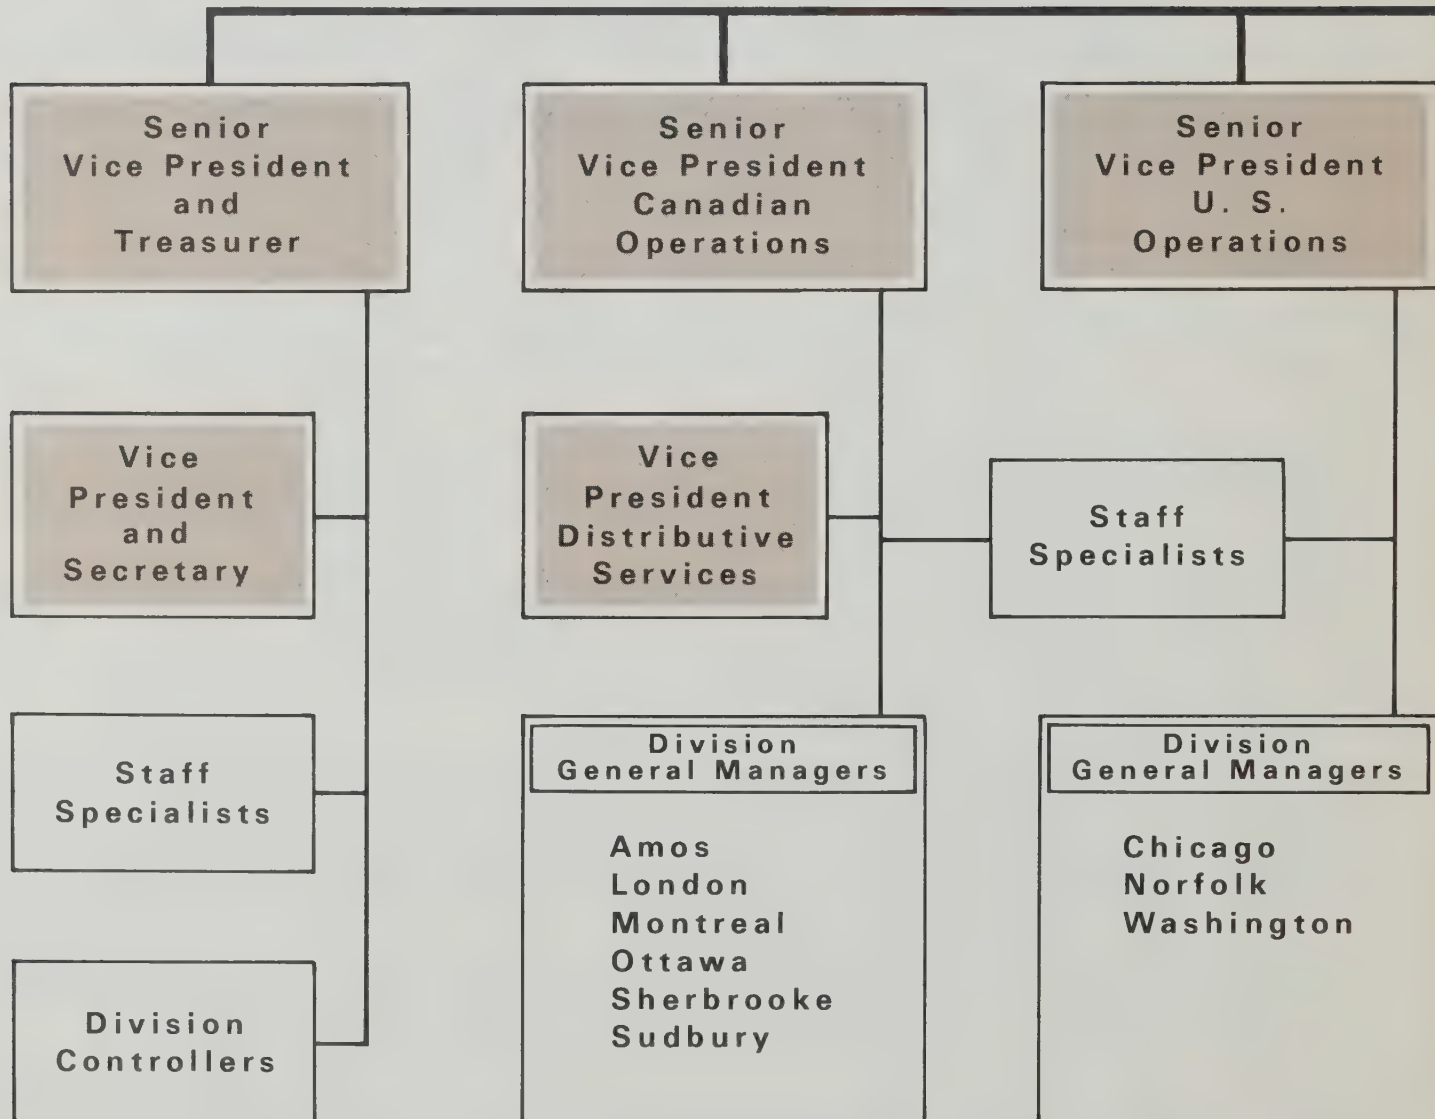 Senior
Vice President
and
Treasurer
Senior
Vice President
Canadian
Operations
Senior
Vice President
U. S.
Operations
Vice
President
and
Secretary
Vice
President
Distributive
Services
Staff
Specialists
Staff
Specialists
Division
Controllers
Division
General Managers
Amos
London
Montreal
Ottawa
Sherbrooke
Sudbury
Division
General Managers
Chicago
Norfolk
Washington